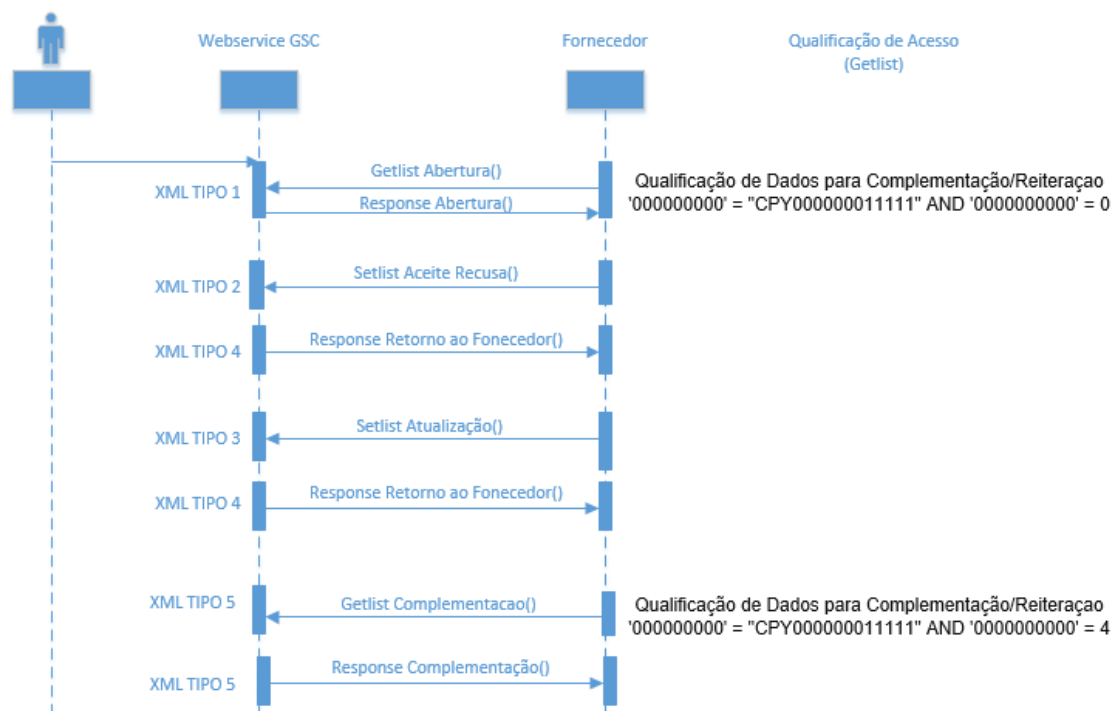 Webservice GSC
Fornecedor
Qualificação de Acesso
(Getlist)
Getlist Abertura()
XML TIPO 1
Response Abertura()
Qualificação de Dados para Complementação/Reiteraçao
'000000000' = "CPY000000011111" AND '0000000000' = 0
Setlist Aceite Recusa()
XML TIPO 2
Response Retorno ao Fonecedor()
XML TIPO 4
Setlist Atualização()
XML TIPO 3
Response Retorno ao Fonecedor()
XML TIPO 4
XML TIPO 5
Getlist Complementacao()
Qualificação de Dados para Complementação/Reiteraçao
'000000000' = "CPY000000011111" AND '0000000000' = 4
Response Complementação()
XML TIPO 5